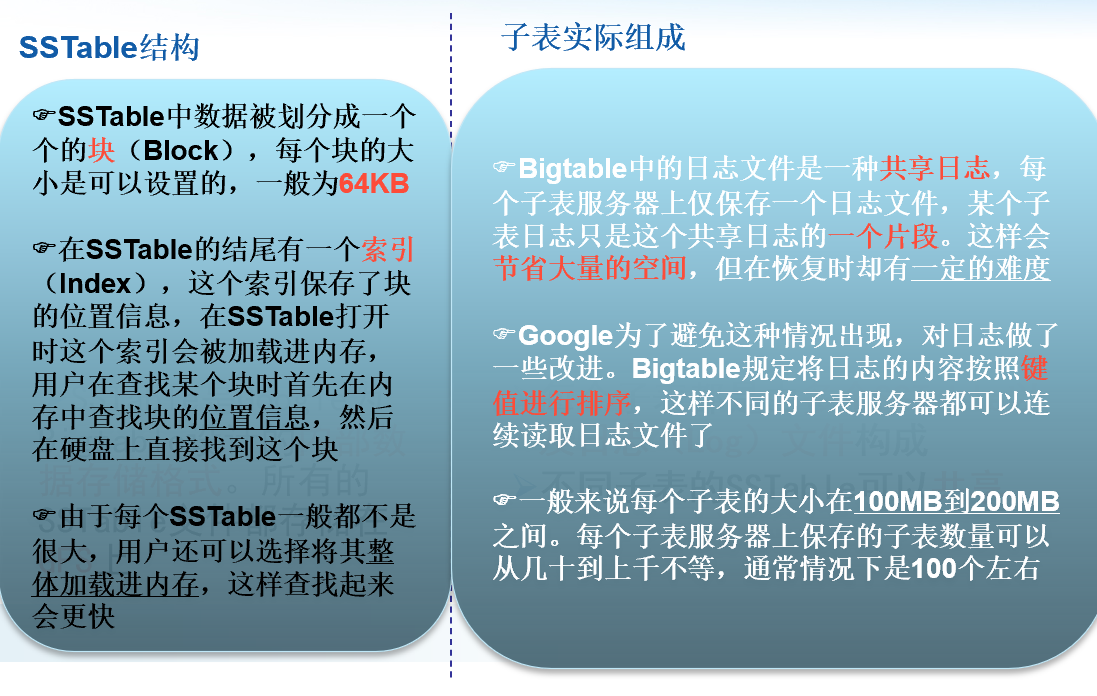 SSTable结构
☞SSTable中数据被划分成一个
个的块（Block），每个块的大
小是可以设置的，一般为64KB
☞在SSTable的结尾有一个索引
（Index），这个索引保存了块
的位置信息，在SSTable打开
时这个索引会被加载进内存，
用户在查找某个块时首先在内
存中查找块的位置信息，然后
在硬盘上直接找到这个块
☞由于每个SSTable一般都不是
很大，用户还可以选择将其整
体加载进内存，这样查找起来
会更快
子表实际组成
☞Bigtable中的日志文件是一种共享日志，每
个子表服务器上仅保存一个日志文件，某个子
表日志只是这个共享日志的一个片段。这样会
节省大量的空间，但在恢复时却有一定的难度
☞Google为了避免这种情况出现，对日志做了
一些改进。Bigtable规定将日志的内容按照键
值进行排序，这样不同的子表服务器都可以连
续读取日志文件了
☞一般来说每个子表的大小在100MB到200MB
之间。每个子表服务器上保存的子表数量可以
从几十到上千不等，通常情况下是100个左右